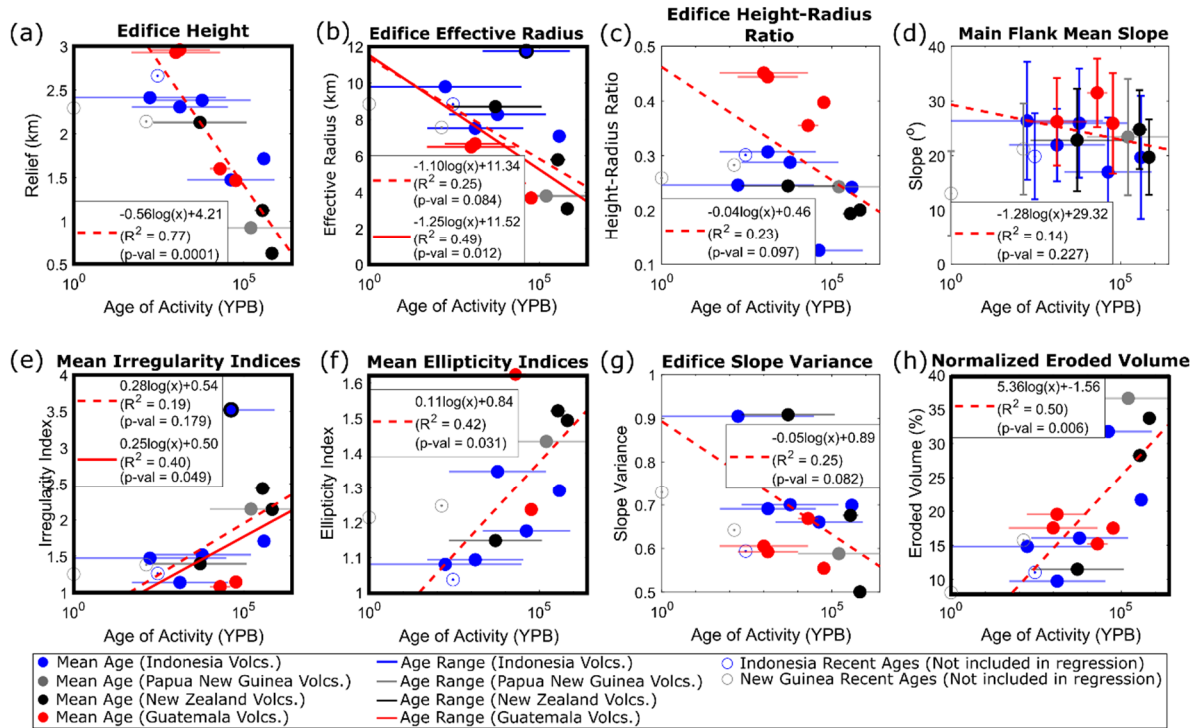 (a)
Edifice Height
3
2.5
2
1.5
1
0.5
Relief (km)
-0.56log(x)+4.21
(R² = 0.77)
(p-val = 0.0001)
10⁰
10⁵
Age of Activity (YPB)
(b)
Edifice Effective Radius
12
10
8
6
4
2
0
Effective Radius (km)
-1.10log(x)+11.34
(R² = 0.25)
(p-val = 0.084)
-1.25log(x)+11.52
(R² = 0.49)
(p-val = 0.012)
10⁰
10⁵
Age of Activity (YPB)
(c)
Edifice Height-Radius
Ratio
0.5
0.4
0.3
0.2
0.1
Height-Radius Ratio
-0.04log(x)+0.46
(R² = 0.23)
(p-val = 0.097)
10⁰
10⁵
Age of Activity (YPB)
(d)
Main Flank Mean Slope
40
30
20
10
0
Slope (°)
-1.28log(x)+29.32
(R² = 0.14)
(p-val = 0.227)
10⁰
10⁵
Age of Activity (YPB)
(e)
Mean Irregularity Indices
4
3.5
3
2.5
2
1.5
1
Irregularity Index
0.28log(x)+0.54
(R² = 0.19)
(p-val = 0.179)
0.25log(x)+0.50
(R² = 0.40)
(p-val = 0.049)
10⁰
10⁵
Age of Activity (YPB)
(f)
Mean Ellipticity Indices
1.6
1.5
1.4
1.3
1.2
1.1
1
Ellipticity Index
0.11log(x)+0.84
(R² = 0.42)
(p-val = 0.031)
10⁰
10⁵
Age of Activity (YPB)
(g)
Edifice Slope Variance
1
0.9
0.8
0.7
0.6
0.5
Slope Variance
-0.05log(x)+0.89
(R² = 0.25)
(p-val = 0.082)
10⁰
10⁵
Age of Activity (YPB)
(h)
Normalized Eroded Volume
40
35
30
25
20
15
10
Eroded Volume (%)
5.36log(x)+-1.56
(R² = 0.50)
(p-val = 0.006)
10⁰
10⁵
Age of Activity (YPB)
Mean Age (Indonesia Volcs.)
Mean Age (Papua New Guinea Volcs.)
Mean Age (New Zealand Volcs.)
Mean Age (Guatemala Volcs.)
Age Range (Indonesia Volcs.)
Age Range (Papua New Guinea Volcs.)
Age Range (New Zealand Volcs.)
Age Range (Guatemala Volcs.)
Indonesia Recent Ages (Not included in regression)
New Guinea Recent Ages (Not included in regression)